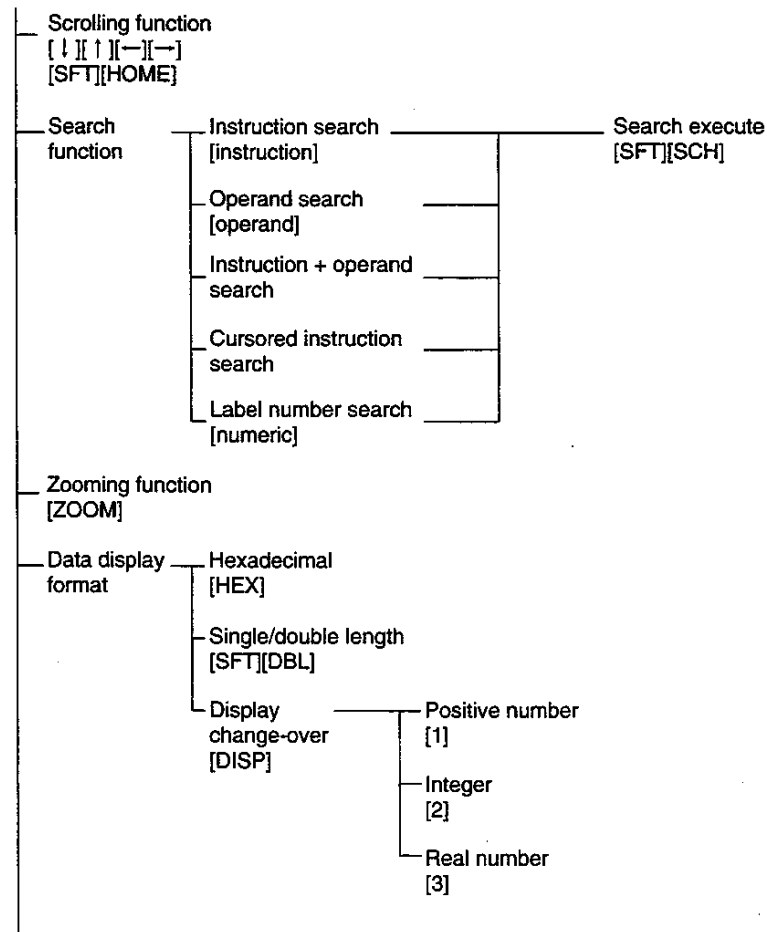 Scrolling function
[↓][↑][←][→]
[SFT][HOME]
Search
function
Instruction search
[instruction]
Search execute
[SFT][SCH]
Operand search
[operand]
Instruction + operand
search
Cursored instruction
search
Label number search
[numeric]
Zooming function
[ZOOM]
Data display
format
Hexadecimal
[HEX]
Single/double length
[SFT][DBL]
Display
change-over
[DISP]
Positive number
[1]
Integer
[2]
Real number
[3]